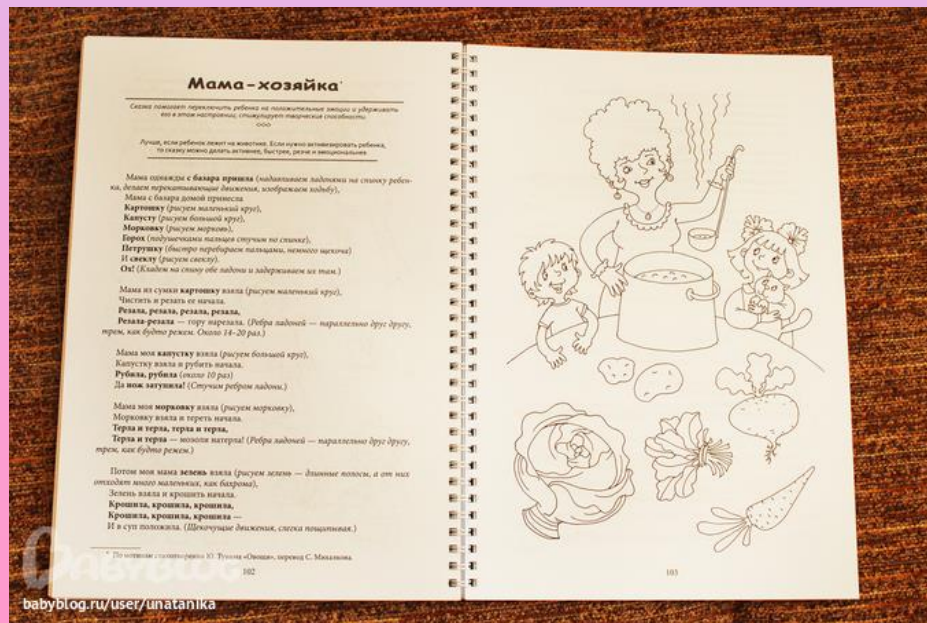 Мама-хозяйка*
Сказка помогает переключить ребенка на положительные эмоции и удерживать
его в этом настроении, стимулирует творческие способности.
Лучше, если ребенок лежит на животике. Если нужно активизировать ребенка,
то сказку можно делать активнее, быстрее, резче и эмоциональнее.
Мама однажды с базара пришла (надавливаем ладонями на спинку ребен-
ка, делаем перекатывающие движения, изображаем ходьбу),
Мама с базара домой принесла
Картошку (рисуем маленький круг),
Капусту (рисуем большой круг),
Морковку (рисуем морковь),
Горох (подушечками пальцев стучим по спинке),
Петрушку (быстро перебираем пальцами, немного щекоча)
И свеклу (рисуем свеклу).
Ох! (Кладем на спину обе ладони и задерживаем их там.)
Мама из сумки картошку взяла (рисуем маленький круг),
Чистить и резать ее начала.
Резала, резала, резала, резала,
Резала-резала — гору нарезала. (Ребра ладоней — параллельно друг другу,
трем, как будто режем. Около 14–20 раз.)
Мама моя капустку взяла (рисуем большой круг),
Капустку взяла и рубить начала.
Рубила, рубила (около 10 раз)
Да нож затупила! (Стучим ребром ладони.)
Мама моя морковку взяла (рисуем морковку),
Морковку взяла и тереть начала.
Терла и терла, терла и терла,
Терла и терла — мозоли натерла! (Ребра ладоней — параллельно друг другу,
трем, как будто режем.)
Потом моя мама зелень взяла (рисуем зелень — длинные полосы, а от них
отходят много маленьких, как бахрома),
Зелень взяла и крошить начала.
Крошила, крошила, крошила,
Крошила, крошила, крошила —
И в суп положила. (Щекочущие движения, слегка пощипывая.)
* По мотивам стихотворения Ю. Тувима «Овощи», перевод С. Михалкова.
102
103
BABYBLOG
babyblog.ru/user/unatanika